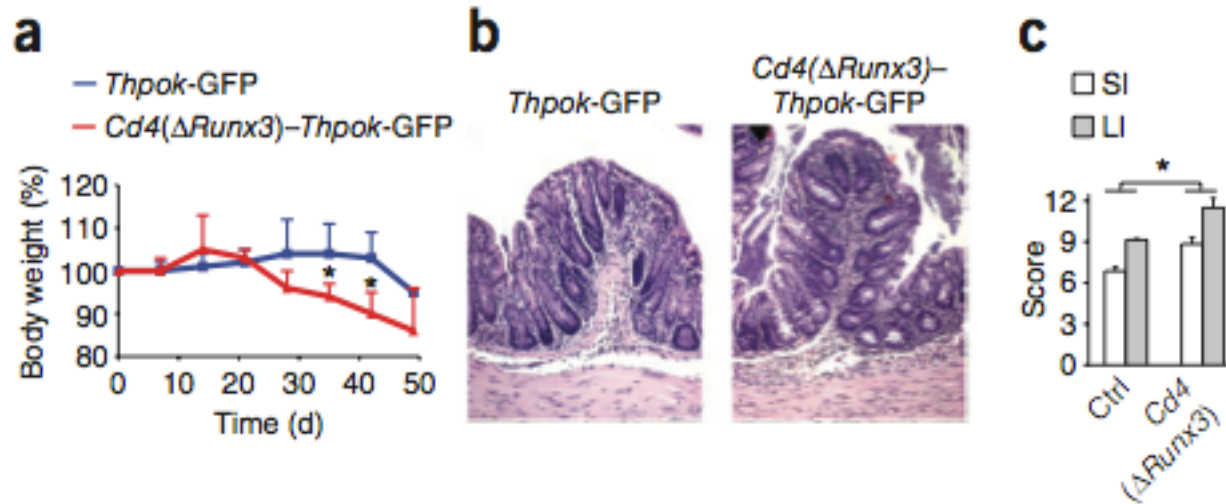 a
Thpok-GFP
Cd4(ΔRunx3)–Thpok-GFP
Body weight (%)
120
110
100
90
80
*
*
0
10
20
30
40
50
Time (d)
b
Thpok-GFP
Cd4(ΔRunx3)–
Thpok-GFP
c
SI
LI
*
Score
12
9
6
3
0
Ctrl
Cd4
(ΔRunx3)